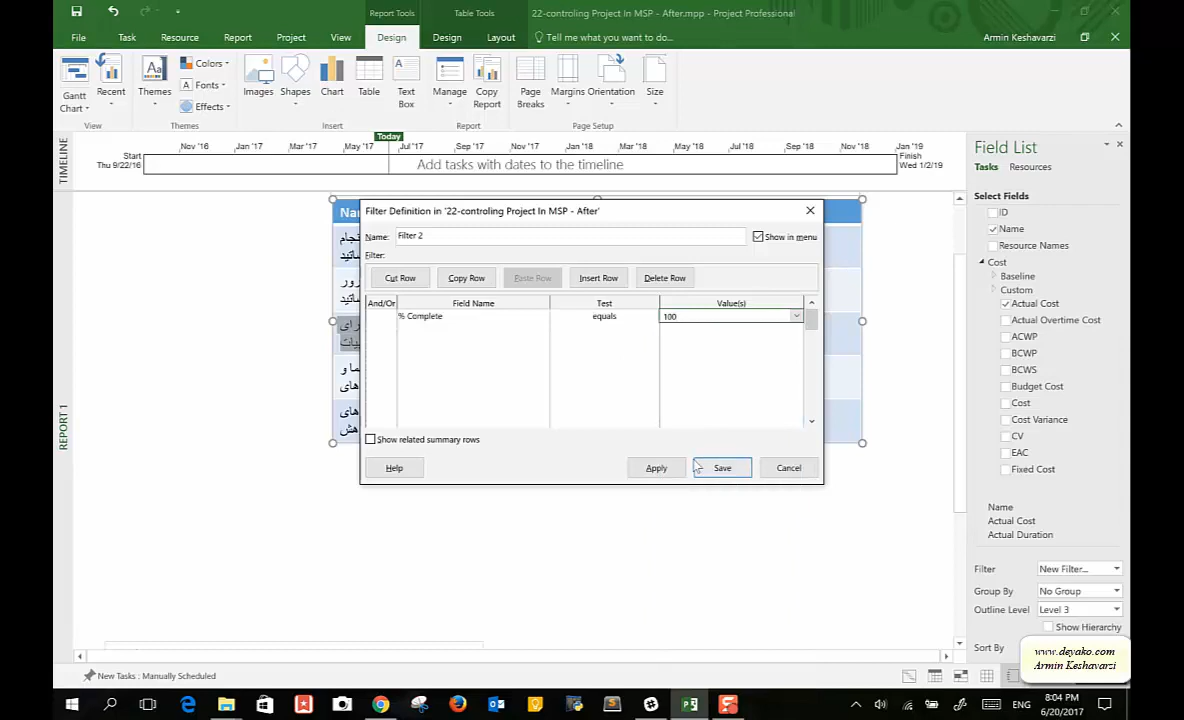 Report Tools
Table Tools
22-controling Project In MSP - After.mpp - Project Professional
File Task Resource Report Project View Design Design Layout Tell me what you want to do... Armin Keshavarzi
Gantt Chart
Recent
Themes
Colors
Fonts
Effects
Images
Shapes
Chart
Table
Text Box
Manage
Copy Report
Page Breaks
Margins
Orientation
Size
View
Themes
Insert
Report
Page Setup
TIMELINE
Today
Start
Thu 9/22/16
Nov '16 Jan '17 Mar '17 May '17 Jul '17 Sep '17 Nov '17 Jan '18 Mar '18 May '18 Jul '18 Sep '18 Nov '18 Jan '19
Add tasks with dates to the timeline
Finish
Wed 1/2/19
REPORT 1
انجام
Filter Definition in '22-controling Project In MSP - After'
Name: Filter 2
Show in menu
Filter:
Cut Row Copy Row Paste Row Insert Row Delete Row
And/Or Field Name Test Value(s)
% Complete equals 100
Show related summary rows
Help Apply Save Cancel
Field List
Tasks Resources
Select Fields
ID
Name
Resource Names
Cost
Baseline
Custom
Actual Cost
Actual Overtime Cost
ACWP
BCWP
BCWS
Budget Cost
Cost
Cost Variance
CV
EAC
Fixed Cost
Name
Actual Cost
Actual Duration
Filter New Filter...
Group By No Group
Outline Level Level 3
Show Hierarchy
Sort By
www.deyako.com
Armin Keshavarzi
New Tasks : Manually Scheduled
ENG
8:04 PM
6/20/2017